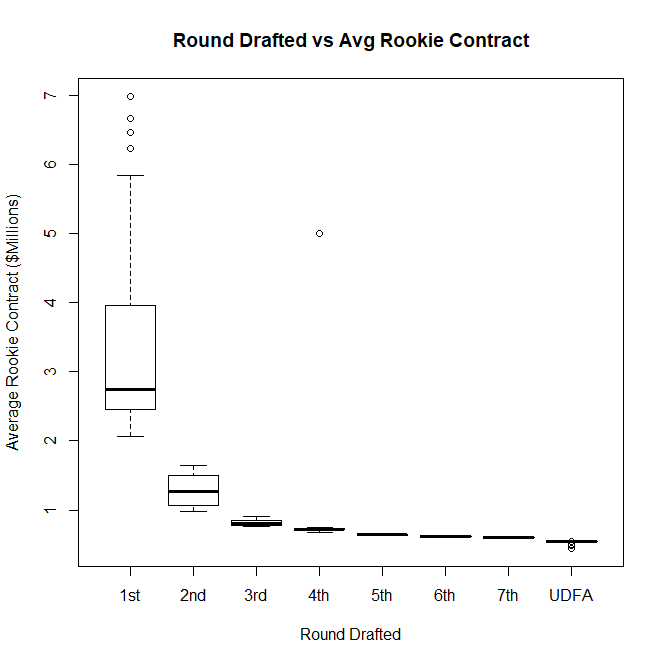 Round Drafted vs Avg Rookie Contract
Average Rookie Contract ($Millions)
7
6
5
4
3
2
1
1st 2nd 3rd 4th 5th 6th 7th UDFA
Round Drafted